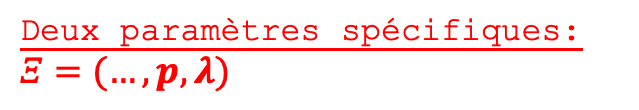 Deux paramètres spécifiques:
Ξ = (…, p, λ)